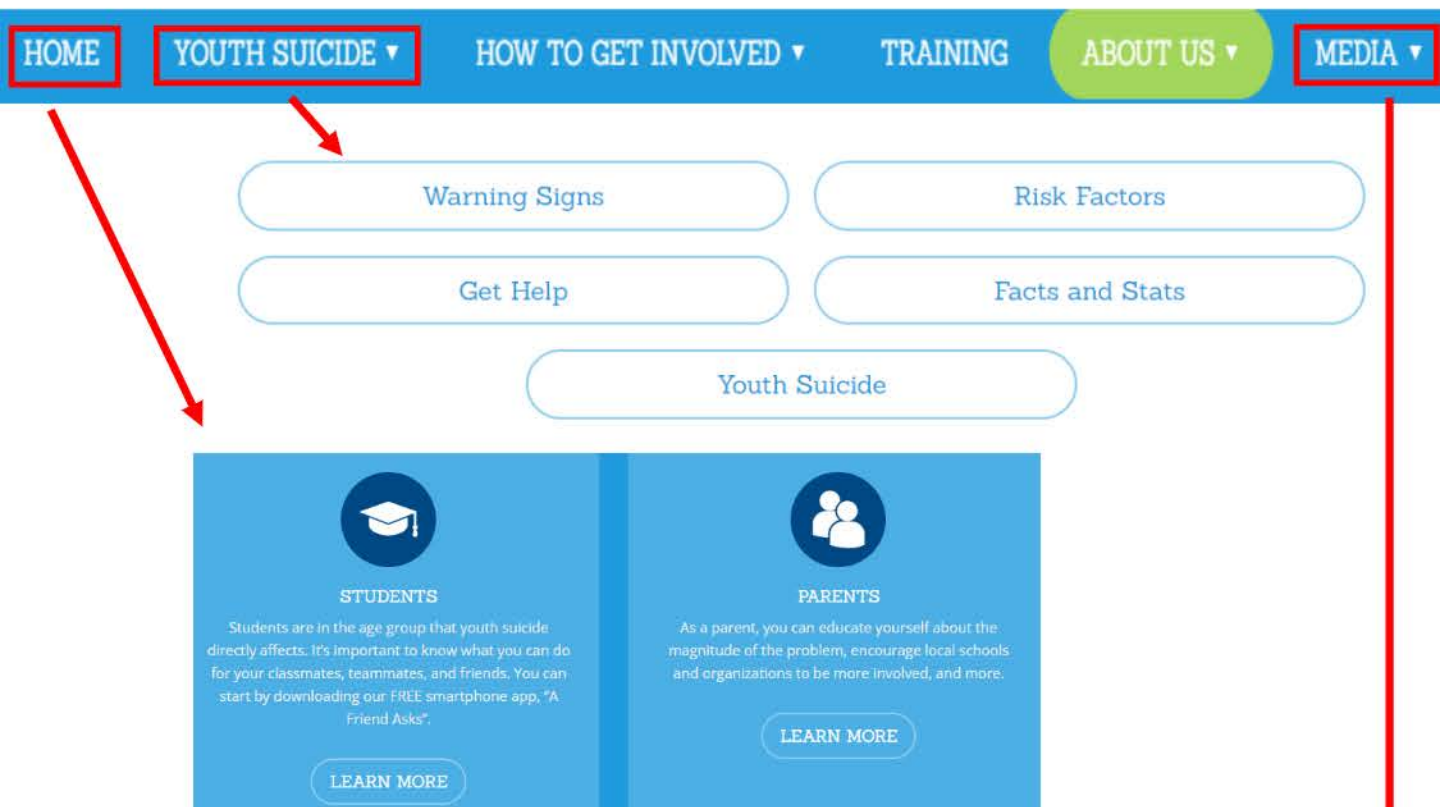 HOME YOUTH SUICIDE ▼ HOW TO GET INVOLVED ▼ TRAINING ABOUT US ▼ MEDIA ▼
Warning Signs Risk Factors
Get Help Facts and Stats
Youth Suicide
STUDENTS
Students are in the age group that youth suicide
directly affects. It's important to know what you can do
for your classmates, teammates, and friends. You can
start by downloading our FREE smartphone app, "A
Friend Asks".
LEARN MORE
PARENTS
As a parent, you can educate yourself about the
magnitude of the problem, encourage local schools
and organizations to be more involved, and more.
LEARN MORE